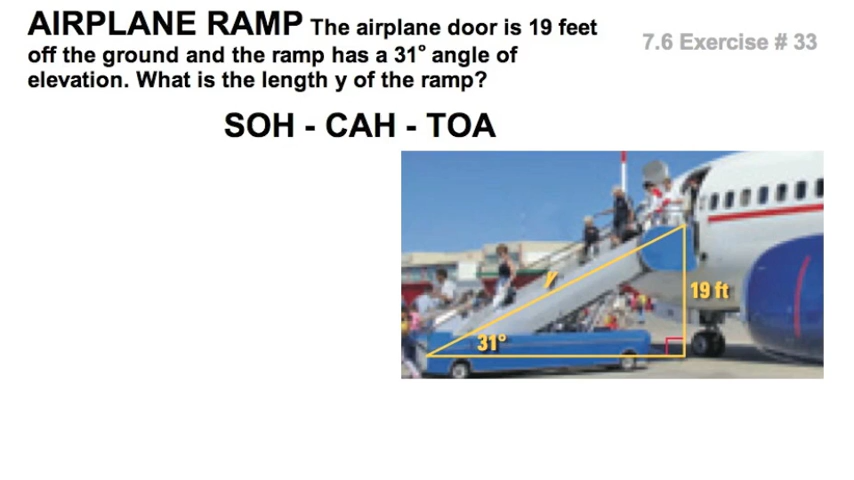 AIRPLANE RAMP The airplane door is 19 feet
off the ground and the ramp has a 31° angle of
elevation. What is the length y of the ramp?
7.6 Exercise # 33
SOH - CAH - TOA
y
19 ft
31°